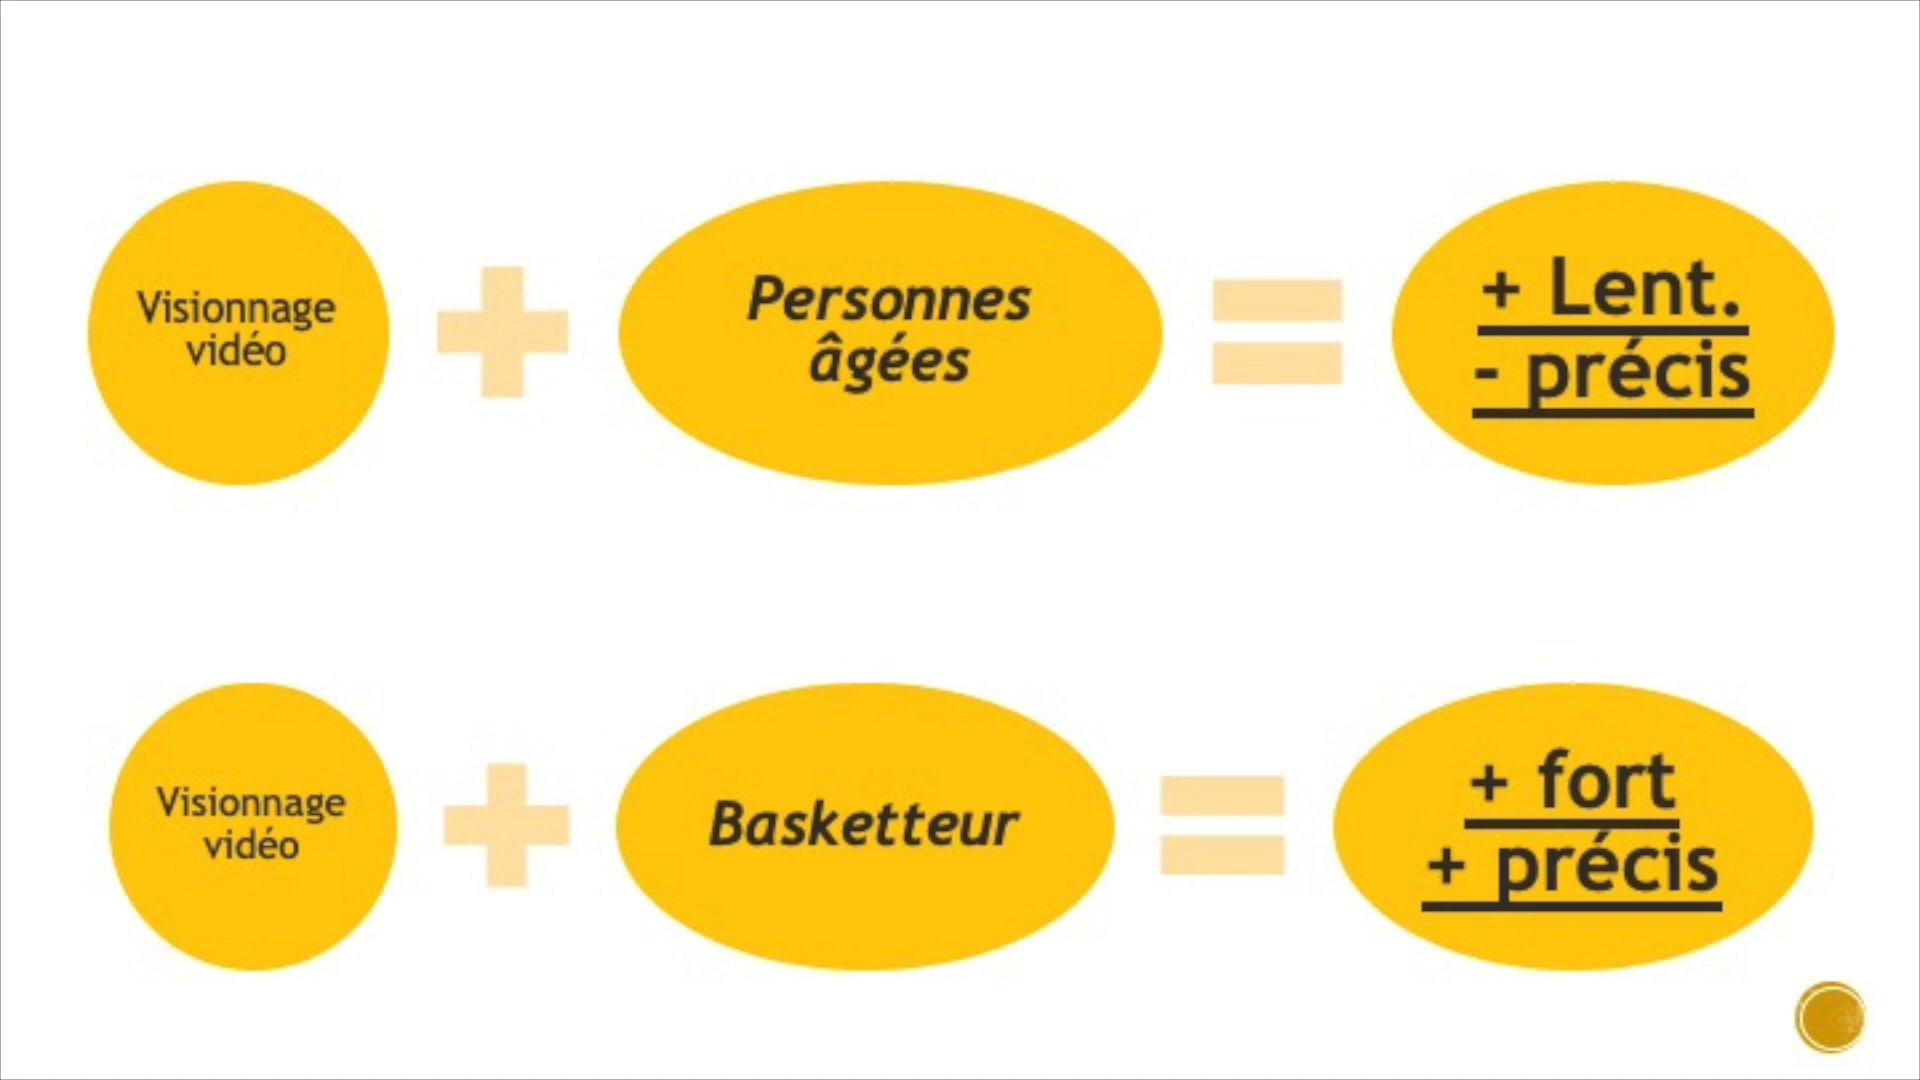 Visionnage
vidéo
Personnes
âgées
+ Lent.
- précis
Visionnage
vidéo
Basketteur
+ fort
+ précis